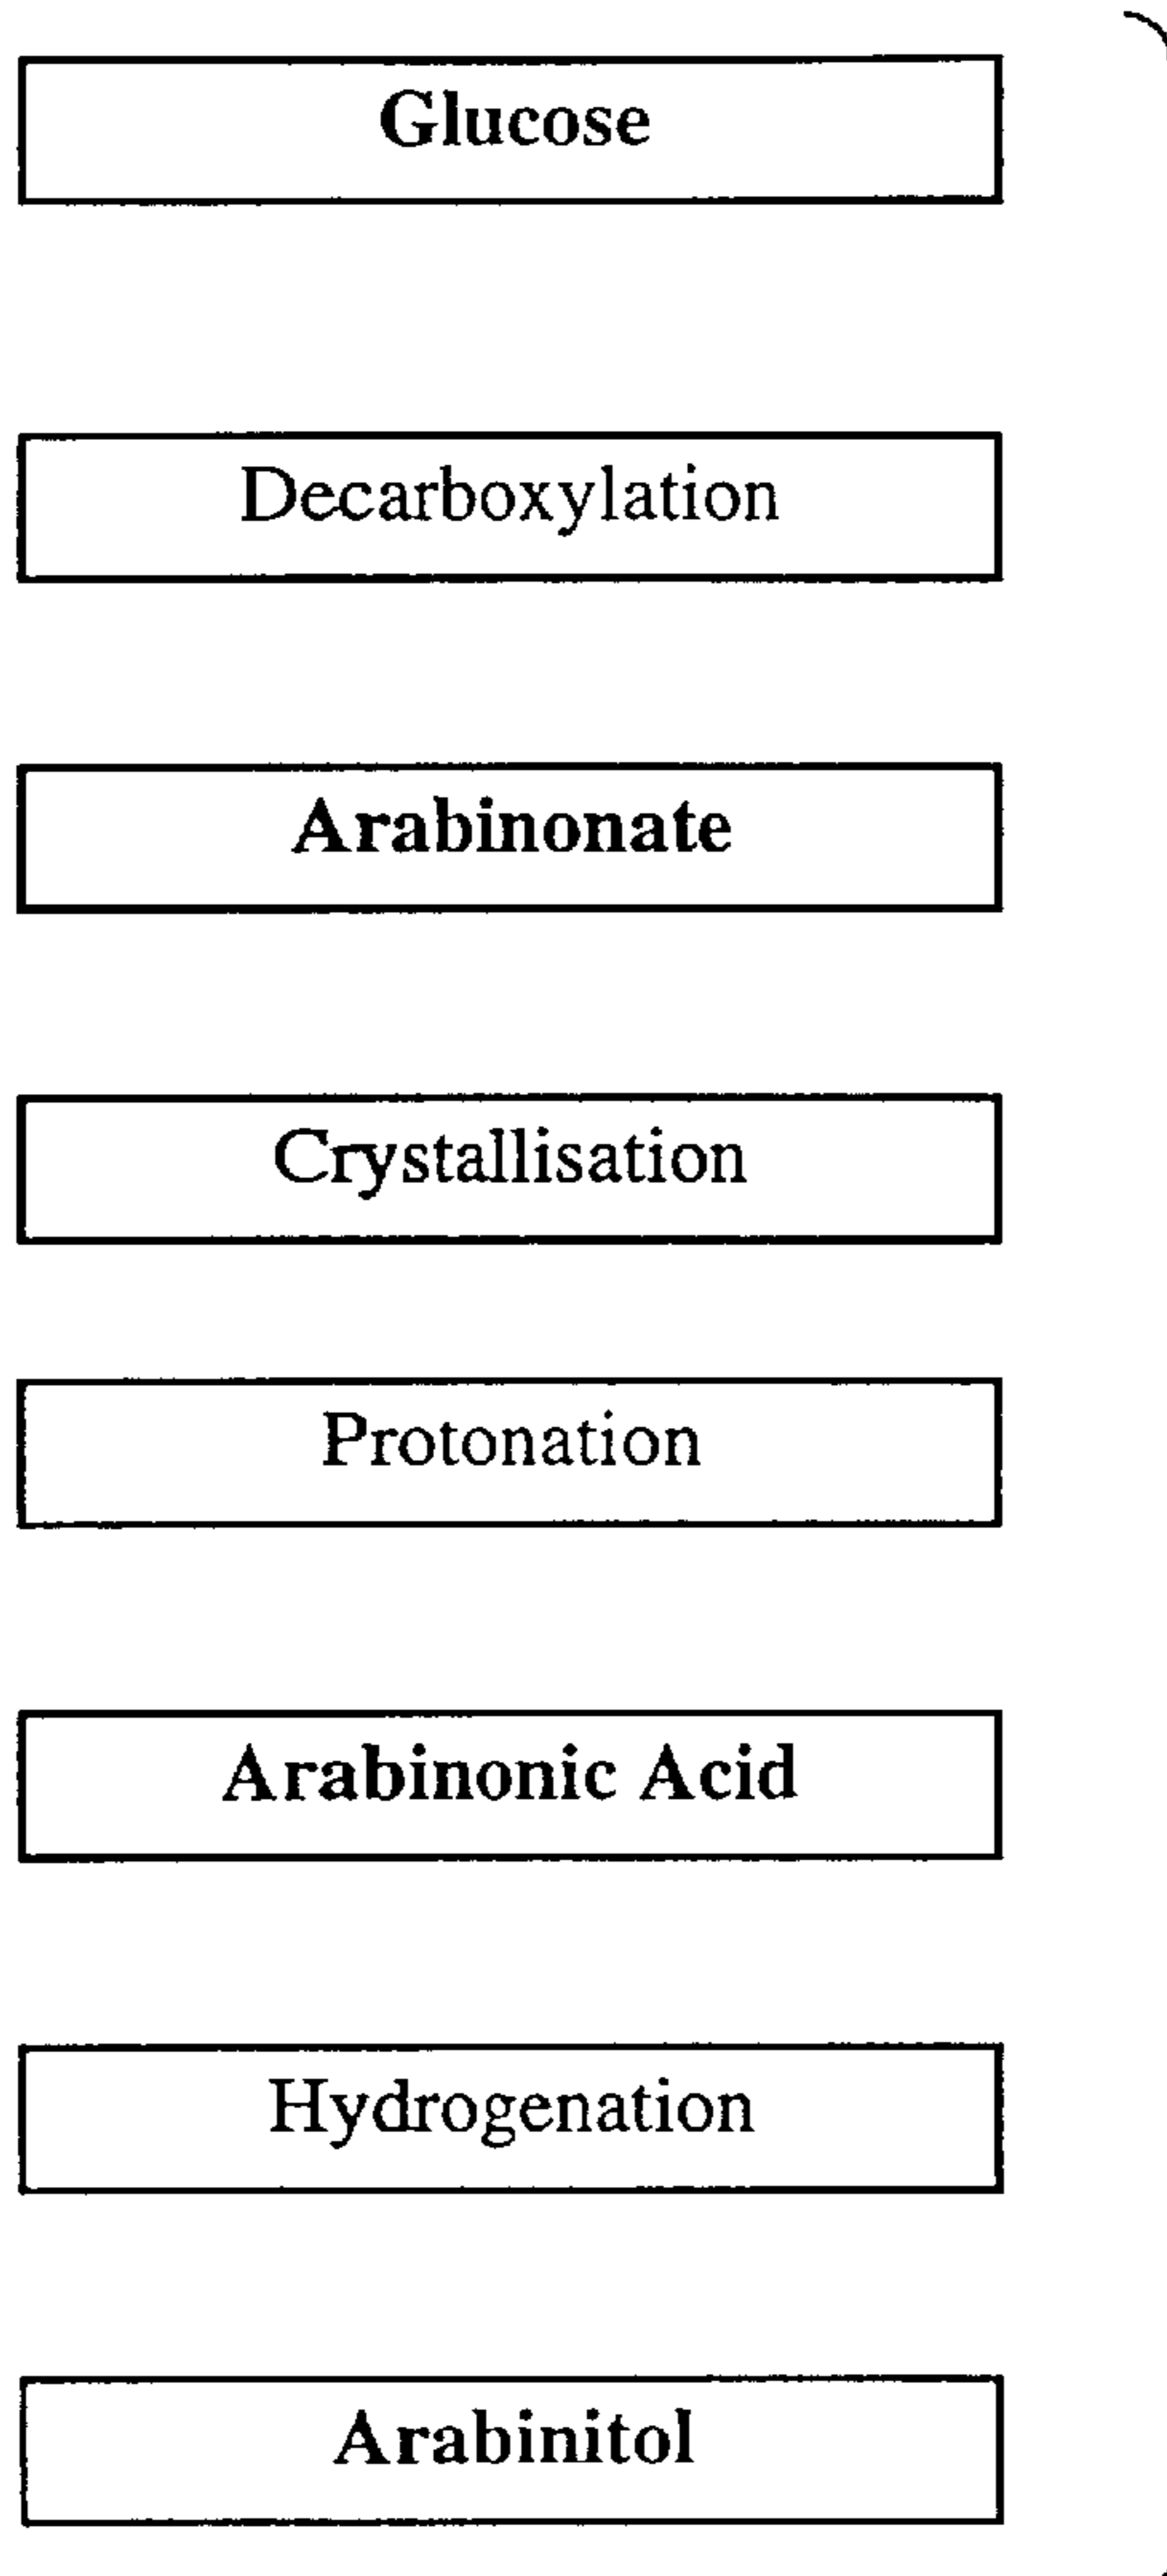 Glucose
Decarboxylation
Arabinonate
Crystallisation
Protonation
Arabinonic Acid
Hydrogenation
Arabinitol